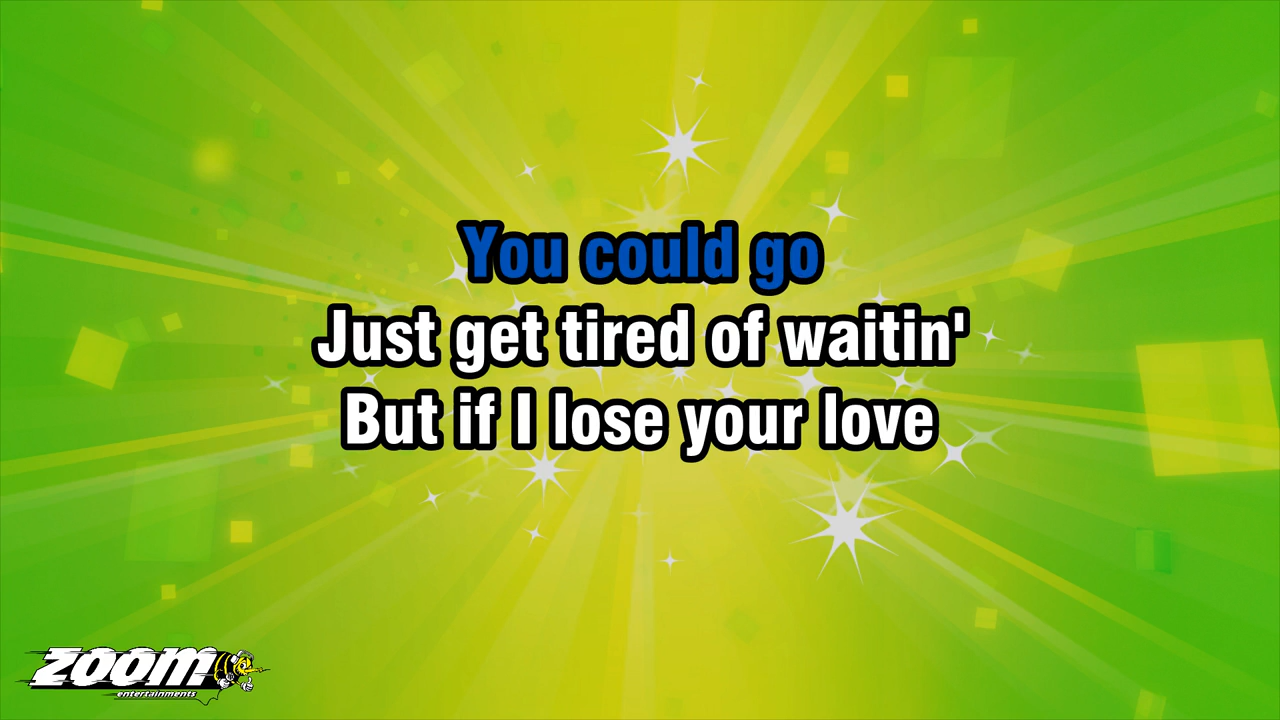 You could go
Just get tired of waitin'
But if I lose your love
zoom
entertainments